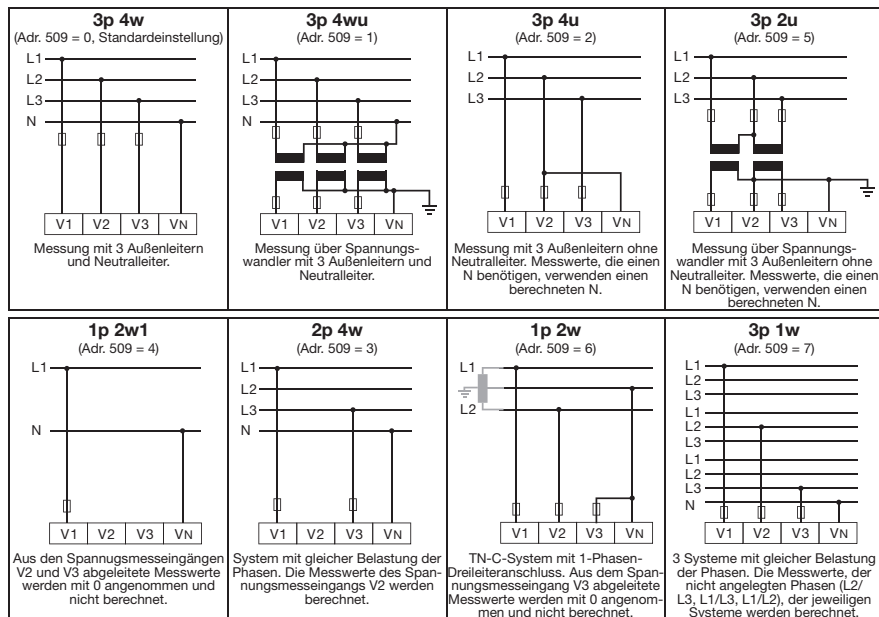 3p 4w
(Adr. 509 = 0, Standardeinstellung)
L1
L2
L3
N
V1 V2 V3 VN
Messung mit 3 Außenleitern
und Neutralleiter.
3p 4wu
(Adr. 509 = 1)
L1
L2
L3
N
V1 V2 V3 VN
Messung über Spannungs-
wandler mit 3 Außenleitern und
Neutralleiter.
3p 4u
(Adr. 509 = 2)
L1
L2
L3
V1 V2 V3 VN
Messung mit 3 Außenleitern ohne
Neutralleiter. Messwerte, die einen
N benötigen, verwenden einen
berechneten N.
3p 2u
(Adr. 509 = 5)
L1
L2
L3
V1 V2 V3 VN
Messung über Spannungs-
wandler mit 3 Außenleitern ohne
Neutralleiter. Messwerte, die einen
N benötigen, verwenden einen
berechneten N.
1p 2w1
(Adr. 509 = 4)
L1
N
V1 V2 V3 VN
Aus den Spannugsmesseingängen
V2 und V3 abgeleitete Messwerte
werden mit 0 angenommen und
nicht berechnet.
2p 4w
(Adr. 509 = 3)
L1
L2
L3
N
V1 V2 V3 VN
System mit gleicher Belastung der
Phasen. Die Messwerte des Span-
nungsmesseingangs V2 werden
berechnet.
1p 2w
(Adr. 509 = 6)
L1
L2
V1 V2 V3 VN
TN-C-System mit 1-Phasen-
Dreileiteranschluss. Aus dem Span-
nungsmesseingang V3 abgeleitete
Messwerte werden mit 0 angenom-
men und nicht berechnet.
3p 1w
(Adr. 509 = 7)
L1
L2
L3
L1
L2
L3
L1
L2
L3
N
V1 V2 V3 VN
3 Systeme mit gleicher Belastung
der Phasen. Die Messwerte, der
nicht angelegten Phasen (L2/
L3, L1/L3, L1/L2), der jeweiligen
Systeme werden berechnet.